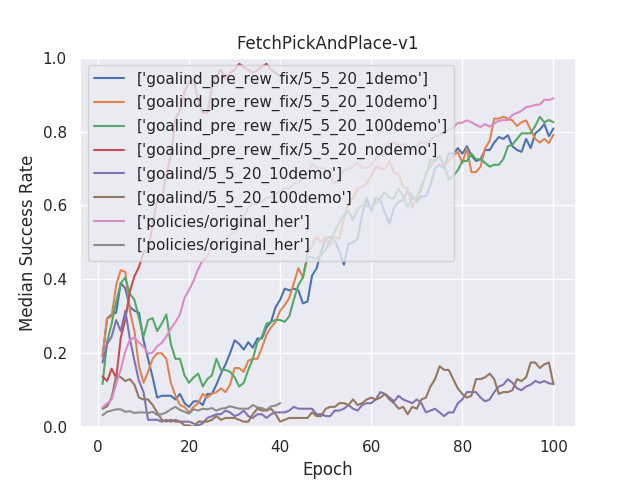 FetchPickAndPlace-v1
['goalind_pre_rew_fix/5_5_20_1demo']
['goalind_pre_rew_fix/5_5_20_10demo']
['goalind_pre_rew_fix/5_5_20_100demo']
['goalind_pre_rew_fix/5_5_20_nodemo']
['goalind/5_5_20_10demo']
['goalind/5_5_20_100demo']
['policies/original_her']
['policies/original_her']
Median Success Rate
1.0
0.8
0.6
0.4
0.2
0.0
0 20 40 60 80 100
Epoch